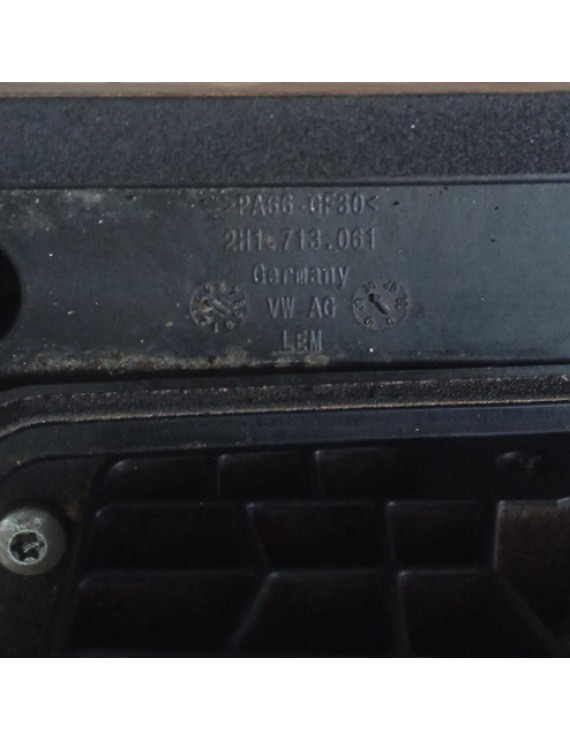 >PA66-GF30<
2H1.713.061
Germany
VW AG
LEM